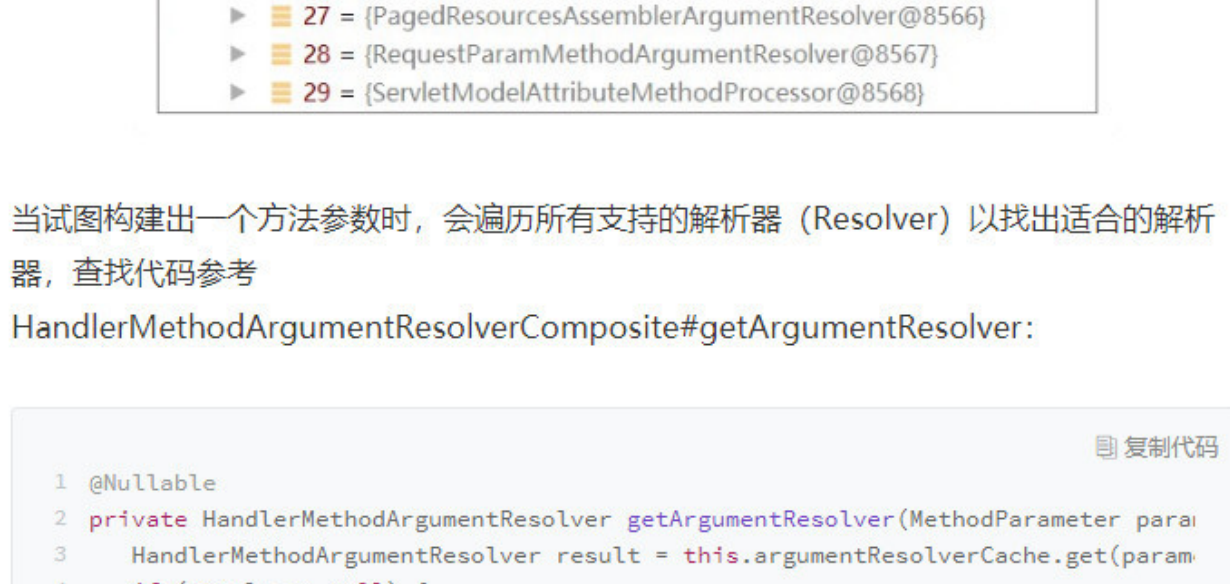 27 = {PagedResourcesAssemblerArgumentResolver@8566}
28 = {RequestParamMethodArgumentResolver@8567}
29 = {ServletModelAttributeMethodProcessor@8568}
当试图构建出一个方法参数时，会遍历所有支持的解析器（Resolver）以找出适合的解析
器，查找代码参考
HandlerMethodArgumentResolverComposite#getArgumentResolver：
复制代码
1 @Nullable
2 private HandlerMethodArgumentResolver getArgumentResolver(MethodParameter
3 HandlerMethodArgumentResolver result = this.argumentResolverCache.get(